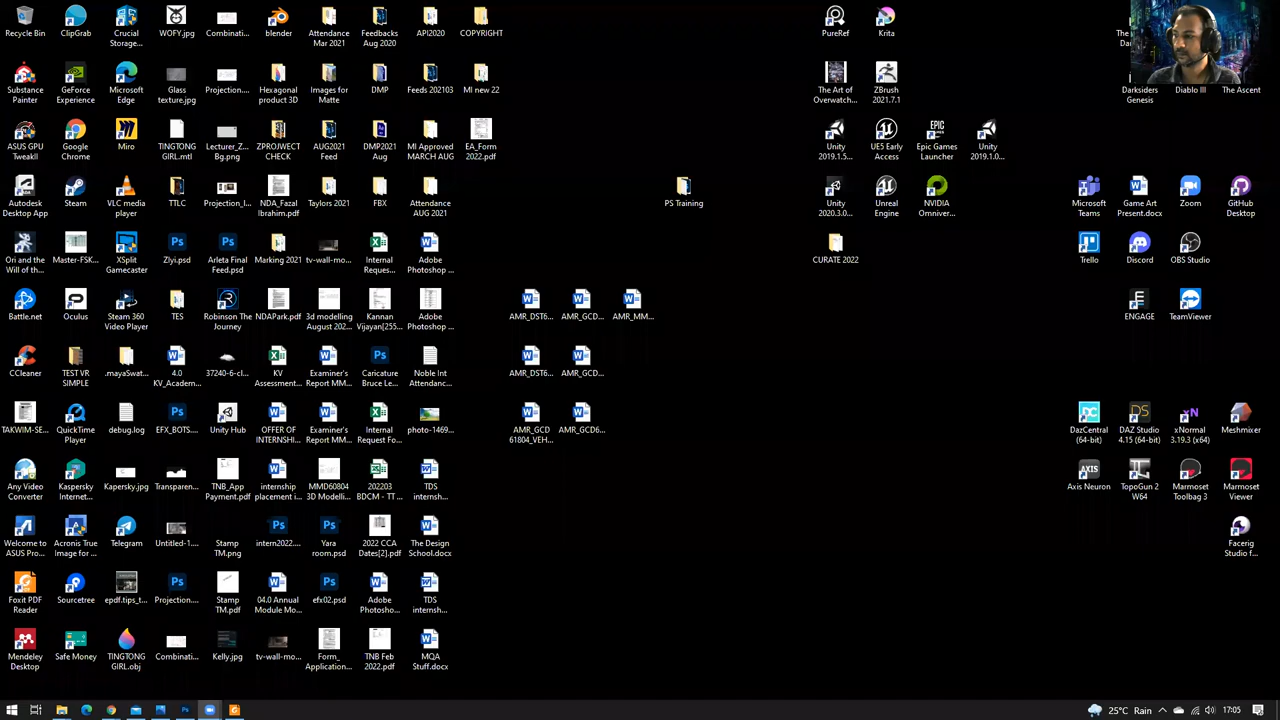 Recycle Bin
ClipGrab
Crucial
Storage...
WOFY.jpg
Combinati...
blender
Attendance
Mar 2021
Feedbacks
Aug 2020
API2020
COPYRIGHT
PureRef
Krita
Substance
Painter
GeForce
Experience
Microsoft
Edge
Glass
texture.jpg
Projection....
Hexagonal
product 3D
Images for
Matte
DMP
Feeds 202103
MI new 22
The Art of
Overwatch...
ZBrush
2021.7.1
Darksiders
Genesis
Diablo III
The Ascent
ASUS GPU
TweakII
Google
Chrome
Miro
TINGTONG
GIRL.mtl
Lecturer_Z...
Bg.png
ZPROJWECT
CHECK
AUG2021
Feed
DMP2021
Aug
MI Approved
MARCH AUG
EA_Form
2022.pdf
Unity
2019.1.5...
UE5 Early
Access
Epic Games
Launcher
Unity
2019.1.0...
Autodesk
Desktop App
Steam
VLC media
player
TTLC
Projection_I...
NDA_Fazal
Ibrahim.pdf
Taylors 2021
FBX
Attendance
AUG 2021
PS Training
Unity
2020.3.0...
Unreal
Engine
NVIDIA
Omniver...
Microsoft
Teams
Game Art
Present.docx
Zoom
GitHub
Desktop
Ori and the
Will of th...
Master-FSK...
XSplit
Gamecaster
Zlyi.psd
Arleta Final
Feed.psd
Marking 2021
tv-wall-mo...
Internal
Reques...
Adobe
Photoshop ...
CURATE 2022
Trello
Discord
OBS Studio
Battle.net
Oculus
Steam 360
Video Player
TES
Robinson The
Journey
NDAPark.pdf
3d modelling
August 202...
Kannan
Vijayan[255...
Adobe
Photoshop ...
AMR_DST6...
AMR_GCD...
AMR_MM...
ENGAGE
TeamViewer
CCleaner
TEST VR
SIMPLE
.mayaSwat...
4.0
KV_Academ...
37240-6-cl...
KV
Assessment...
Examiner's
Report MM...
Caricature
Bruce Le...
Noble Int
Attendanc...
AMR_DST6...
AMR_GCD...
TAKWIM-SE...
QuickTime
Player
debug.log
EFX_BOTS....
Unity Hub
OFFER OF
INTERNSHI...
Examiner's
Report MM...
Internal
Request Fo...
photo-1469...
AMR_GCD
61804_VEH...
AMR_GCD6...
DazCentral
(64-bit)
DAZ Studio
4.15 (64-bit)
xNormal
3.19.3 (x64)
Meshmixer
Any Video
Converter
Kaspersky
Internet...
Kapersky.jpg
Transparen...
TNB_App
Payment.pdf
internship
placement i...
MMD60804
3D Modelli...
202203
BDCM - TT ...
TDS
internsh...
Axis Neuron
TopoGun 2
W64
Marmoset
Toolbag 3
Marmoset
Viewer
Welcome to
ASUS Pro...
Acronis True
Image for ...
Telegram
Untitled-1....
Stamp
TM.png
intern2022....
Yara
room.psd
2022 CCA
Dates[2].pdf
The Design
School.docx
Facerig
Studio f...
Foxit PDF
Reader
Sourcetree
epdf.tips_t...
Projection....
Stamp
TM.pdf
04.0 Annual
Module Mo...
efx02.psd
Adobe
Photosho...
TDS
internsh...
Mendeley
Desktop
Safe Money
TINGTONG
GIRL.obj
Combinati...
Kelly.jpg
tv-wall-mo...
Form_
Application...
TNB Feb
2022.pdf
MQA
Stuff.docx
25°C Rain
17:05